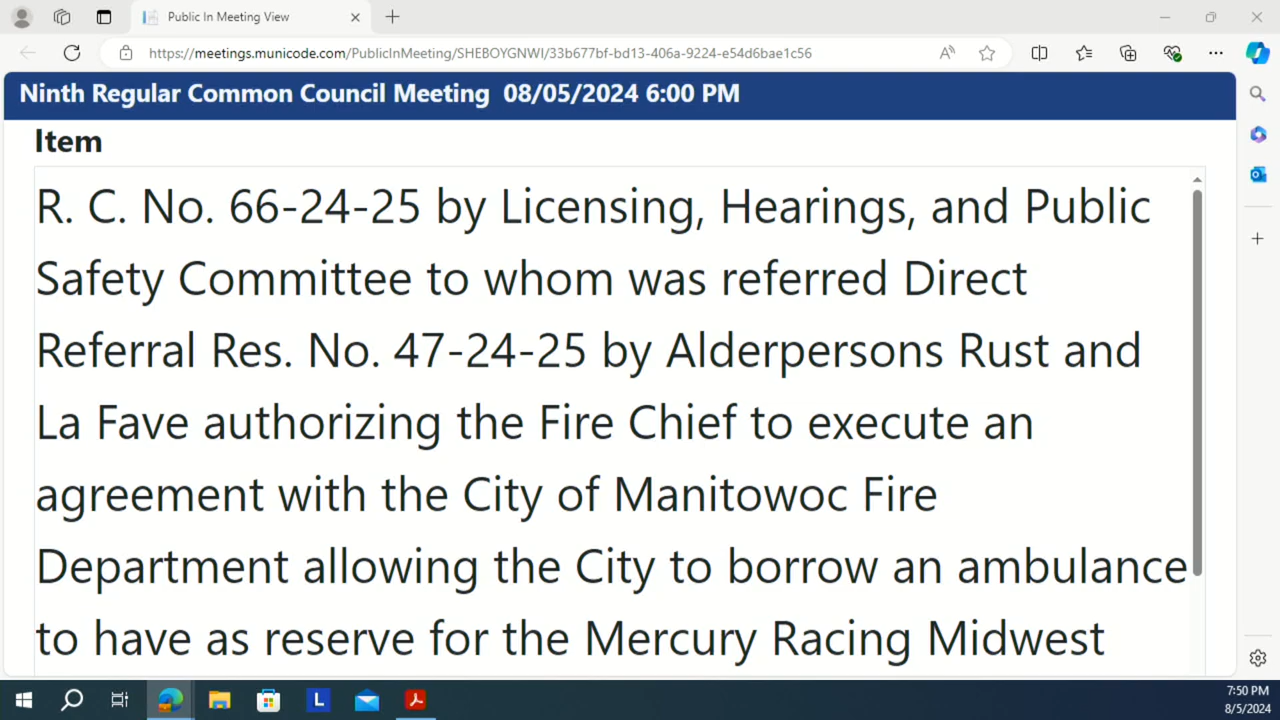 Public In Meeting View
https://meetings.municode.com/PublicInMeeting/SHEBOYGNWI/33b677bf-bd13-406a-9224-e54d6bae1c56
Ninth Regular Common Council Meeting 08/05/2024 6:00 PM
Item
R. C. No. 66-24-25 by Licensing, Hearings, and Public
Safety Committee to whom was referred Direct
Referral Res. No. 47-24-25 by Alderpersons Rust and
La Fave authorizing the Fire Chief to execute an
agreement with the City of Manitowoc Fire
Department allowing the City to borrow an ambulance
to have as reserve for the Mercury Racing Midwest
L
7:50 PM
8/5/2024